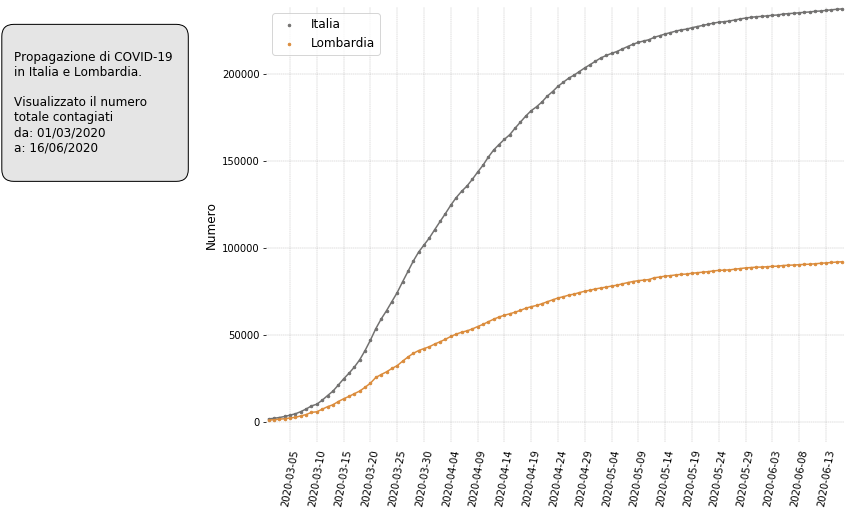 Propagazione di COVID-19
in Italia e Lombardia.
Visualizzato il numero
totale contagiati
da: 01/03/2020
a: 16/06/2020
Italia
Lombardia
Numero
200000
150000
100000
50000
0
2020-03-05
2020-03-10
2020-03-15
2020-03-20
2020-03-25
2020-03-30
2020-04-04
2020-04-09
2020-04-14
2020-04-19
2020-04-24
2020-04-29
2020-05-04
2020-05-09
2020-05-14
2020-05-19
2020-05-24
2020-05-29
2020-06-03
2020-06-08
2020-06-13